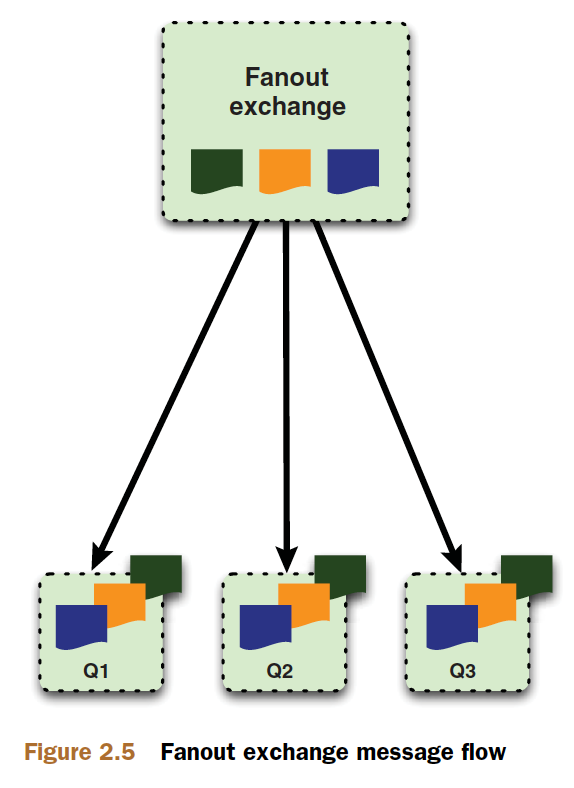 Fanout
exchange
Q1
Q2
Q3
Figure 2.5 Fanout exchange message flow